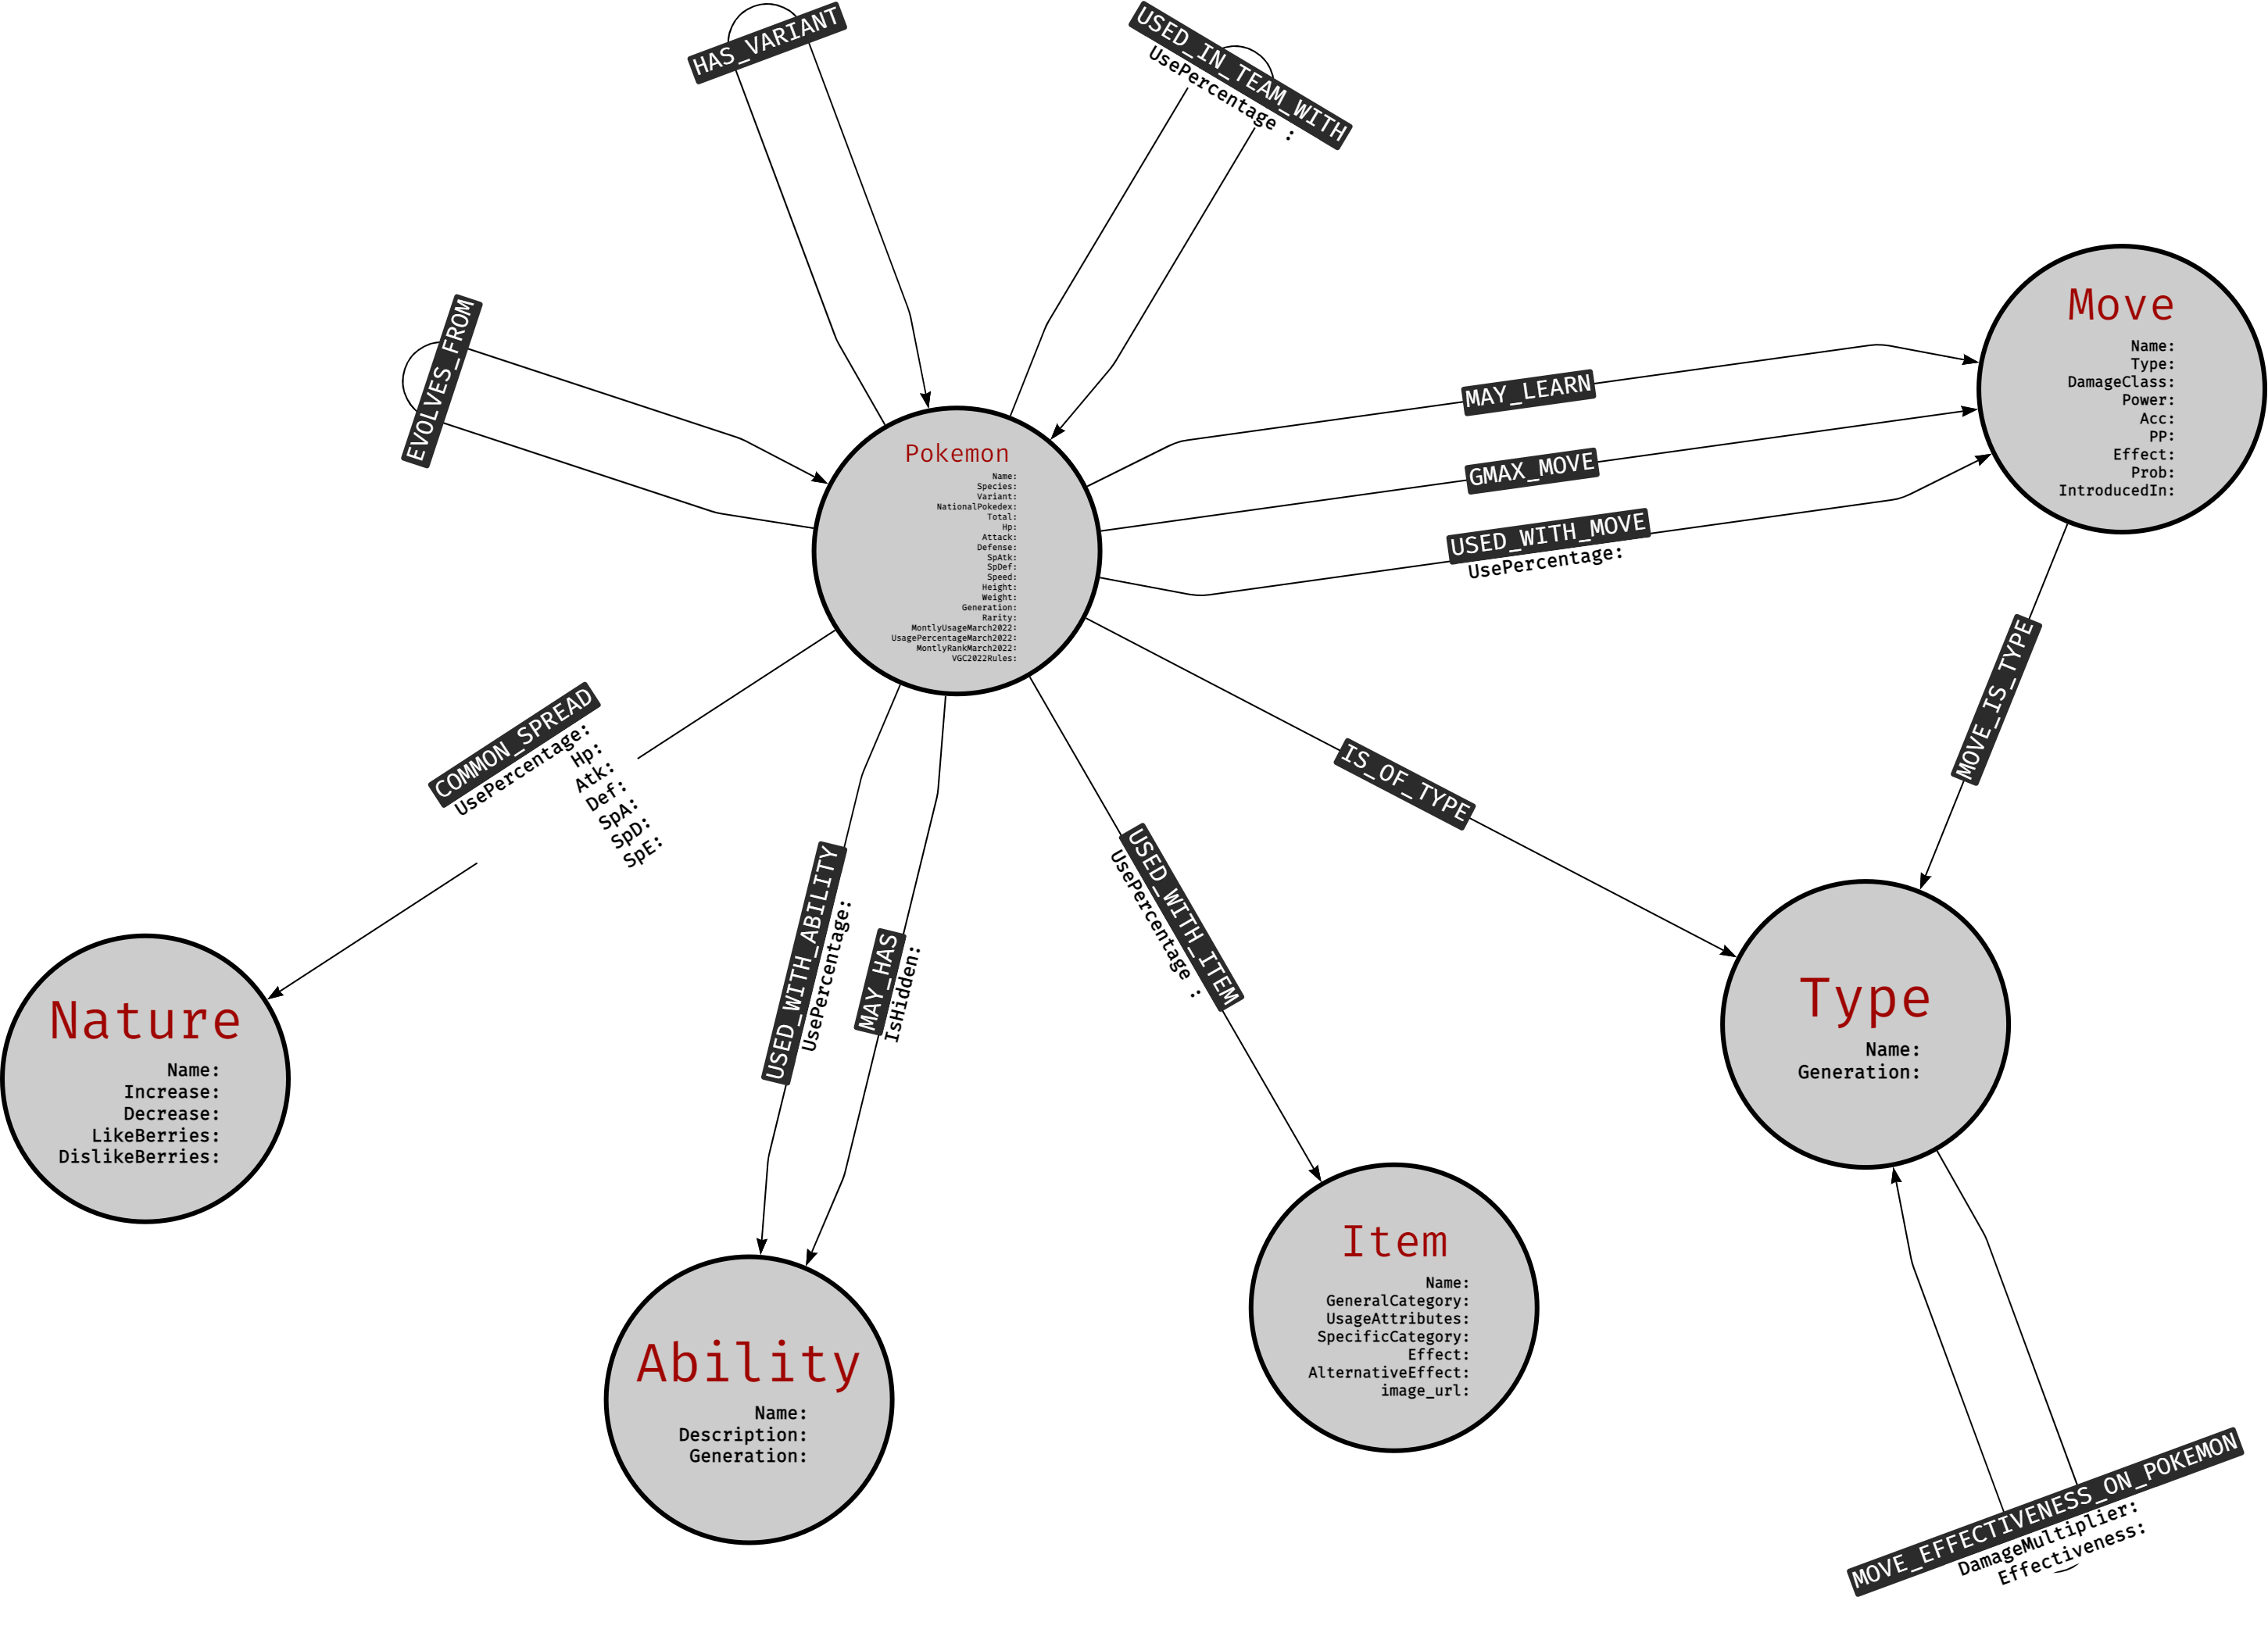 HAS_VARIANT
USED_IN_TEAM_WITH
UsePercentage :
EVOLVES_FROM
Move
Name:
Type:
DamageClass:
Power:
Acc:
PP:
Effect:
Prob:
IntroducedIn:
MAY_LEARN
GMAX_MOVE
USED_WITH_MOVE
UsePercentage:
Pokemon
Name:
Species:
Variant:
NationalPokedex:
Total:
Hp:
Attack:
Defense:
SpAtk:
SpDef:
Speed:
Height:
Weight:
Generation:
Rarity:
MontlyUsageMarch2022:
UsagePercentageMarch2022:
MontlyRankMarch2022:
VGC2022Rules:
MOVE_IS_TYPE
COMMON_SPREAD
UsePercentage:
Hp:
Atk:
Def:
SpA:
SpD:
SpE:
IS_OF_TYPE
USED_WITH_ABILITY
UsePercentage:
MAY_HAS
IsHidden:
USED_WITH_ITEM
UsePercentage :
Nature
Name:
Increase:
Decrease:
LikeBerries:
DislikeBerries:
Type
Name:
Generation:
Ability
Name:
Description:
Generation:
Item
Name:
GeneralCategory:
UsageAttributes:
SpecificCategory:
Effect:
AlternativeEffect:
image_url:
MOVE_EFFECTIVENESS_ON_POKEMON
DamageMultiplier:
Effectiveness: